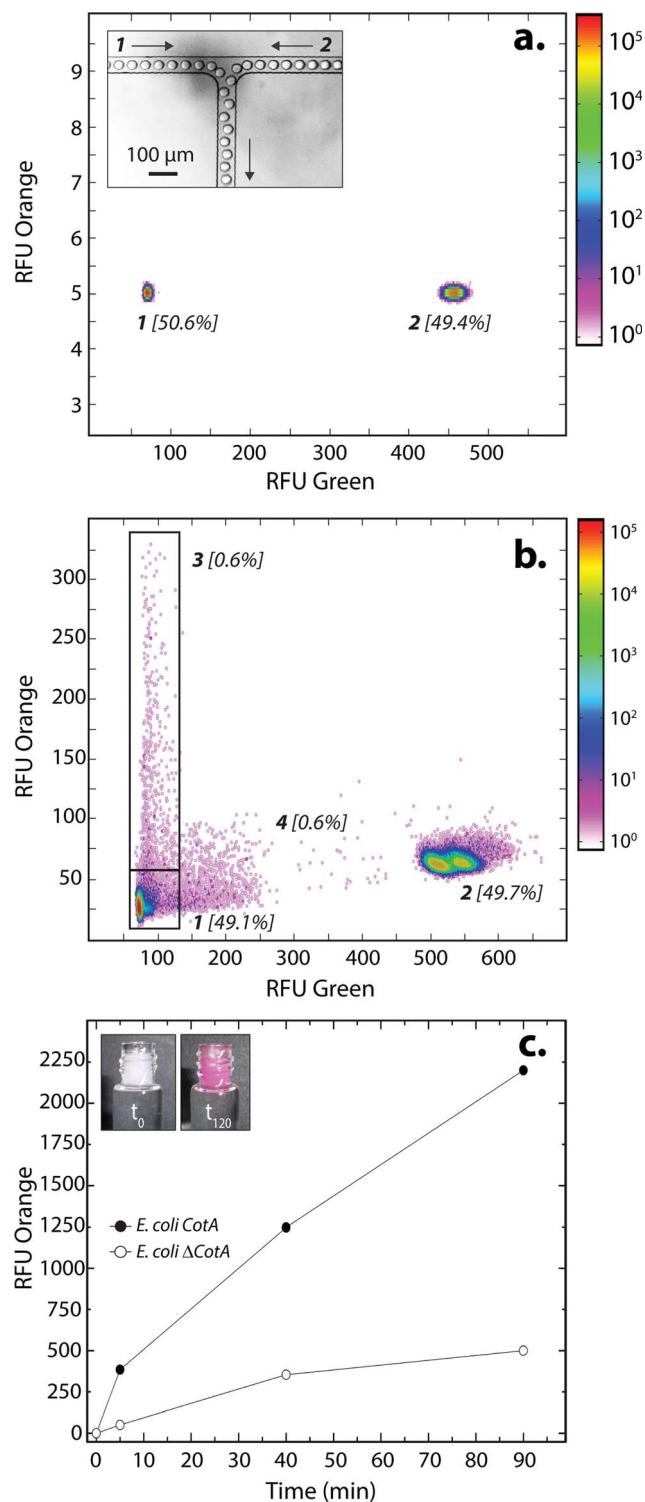 a.
1
2
100 µm
9
8
7
6
5
4
3
RFU Orange
1 [50.6%]
2 [49.4%]
100 200 300 400 500
RFU Green
10^5
10^4
10^3
10^2
10^1
10^0
b.
300
250
200
150
100
50
RFU Orange
3 [0.6%]
4 [0.6%]
2 [49.7%]
1 [49.1%]
100 200 300 400 500 600
RFU Green
10^5
10^4
10^3
10^2
10^1
10^0
c.
2250
2000
1750
1500
1250
1000
750
500
250
0
RFU Orange
t0
t120
E. coli CotA
E. coli ΔCotA
0 10 20 30 40 50 60 70 80 90
Time (min)